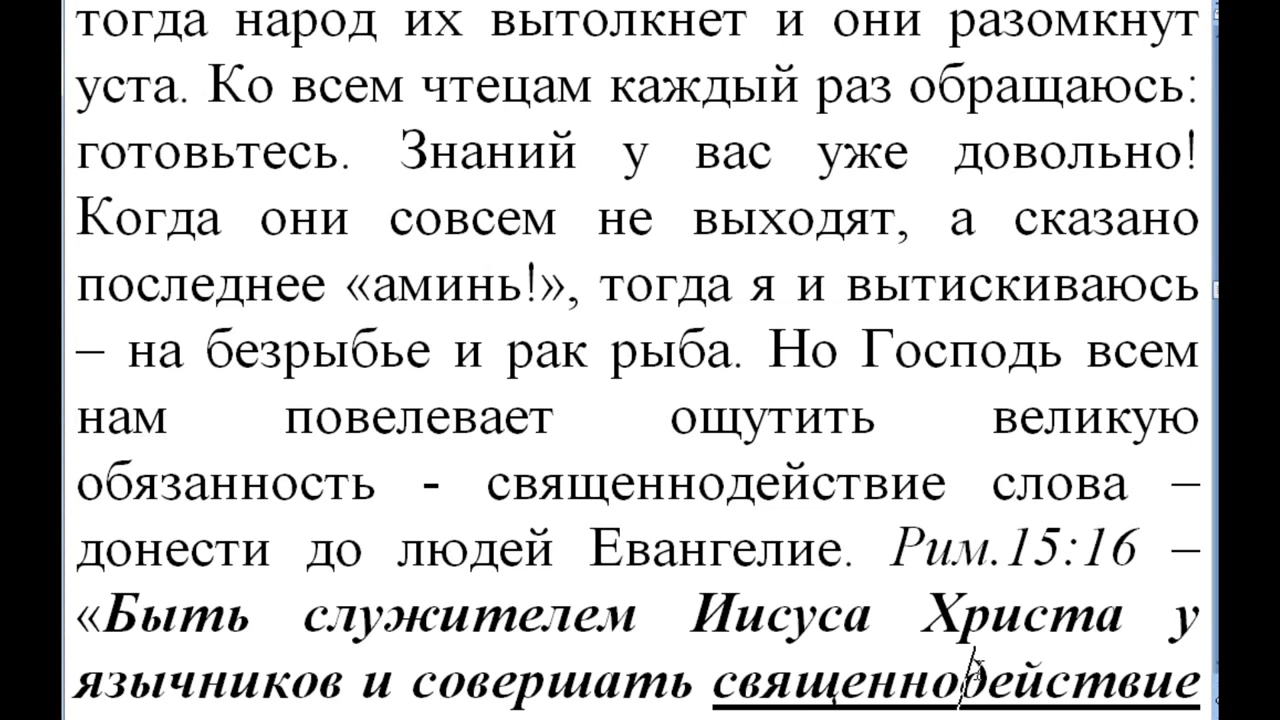 тогда народ их вытолкнет и они разомкнут
уста. Ко всем чтецам каждый раз обращаюсь:
готовьтесь. Знаний у вас уже довольно!
Когда они совсем не выходят, а сказано
последнее «аминь!», тогда я и вытискиваюсь
– на безрыбье и рак рыба. Но Господь всем
нам повелевает ощутить великую
обязанность - священнодействие слова –
донести до людей Евангелие. Рим.15:16 –
«Быть служителем Иисуса Христа у
язычников и совершать священнодействие